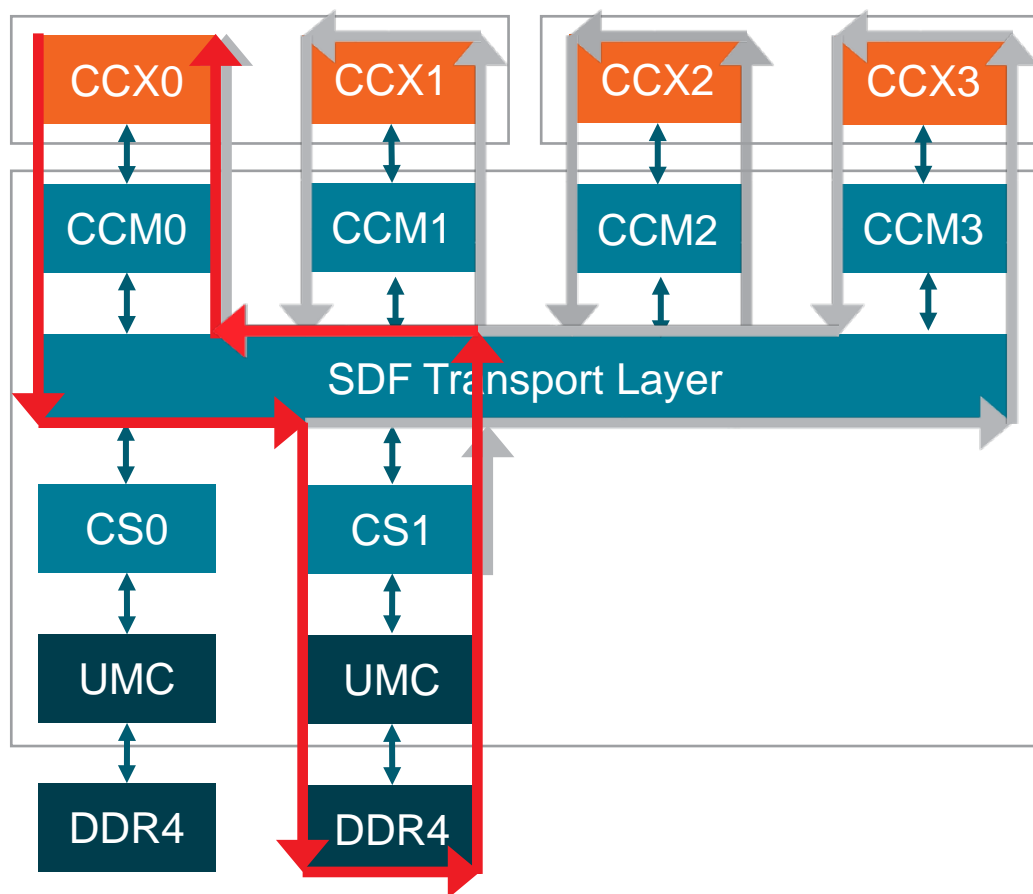 CCX0
CCX1
CCX2
CCX3
CCM0
CCM1
CCM2
CCM3
SDF Transport Layer
CS0
CS1
UMC
UMC
DDR4
DDR4